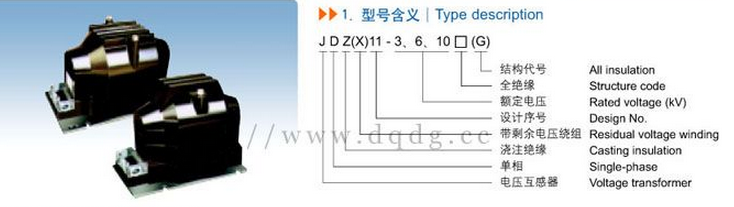 1. 型号含义 | Type description
J D Z(X)11-3、6、10□(G)
结构代号 All insulation
全绝缘 Structure code
额定电压 Rated voltage (kV)
设计序号 Design No.
带剩余电压绕组 Residual voltage winding
浇注绝缘 Casting insulation
单相 Single-phase
电压互感器 Voltage transformer
//www.dqdg.cc